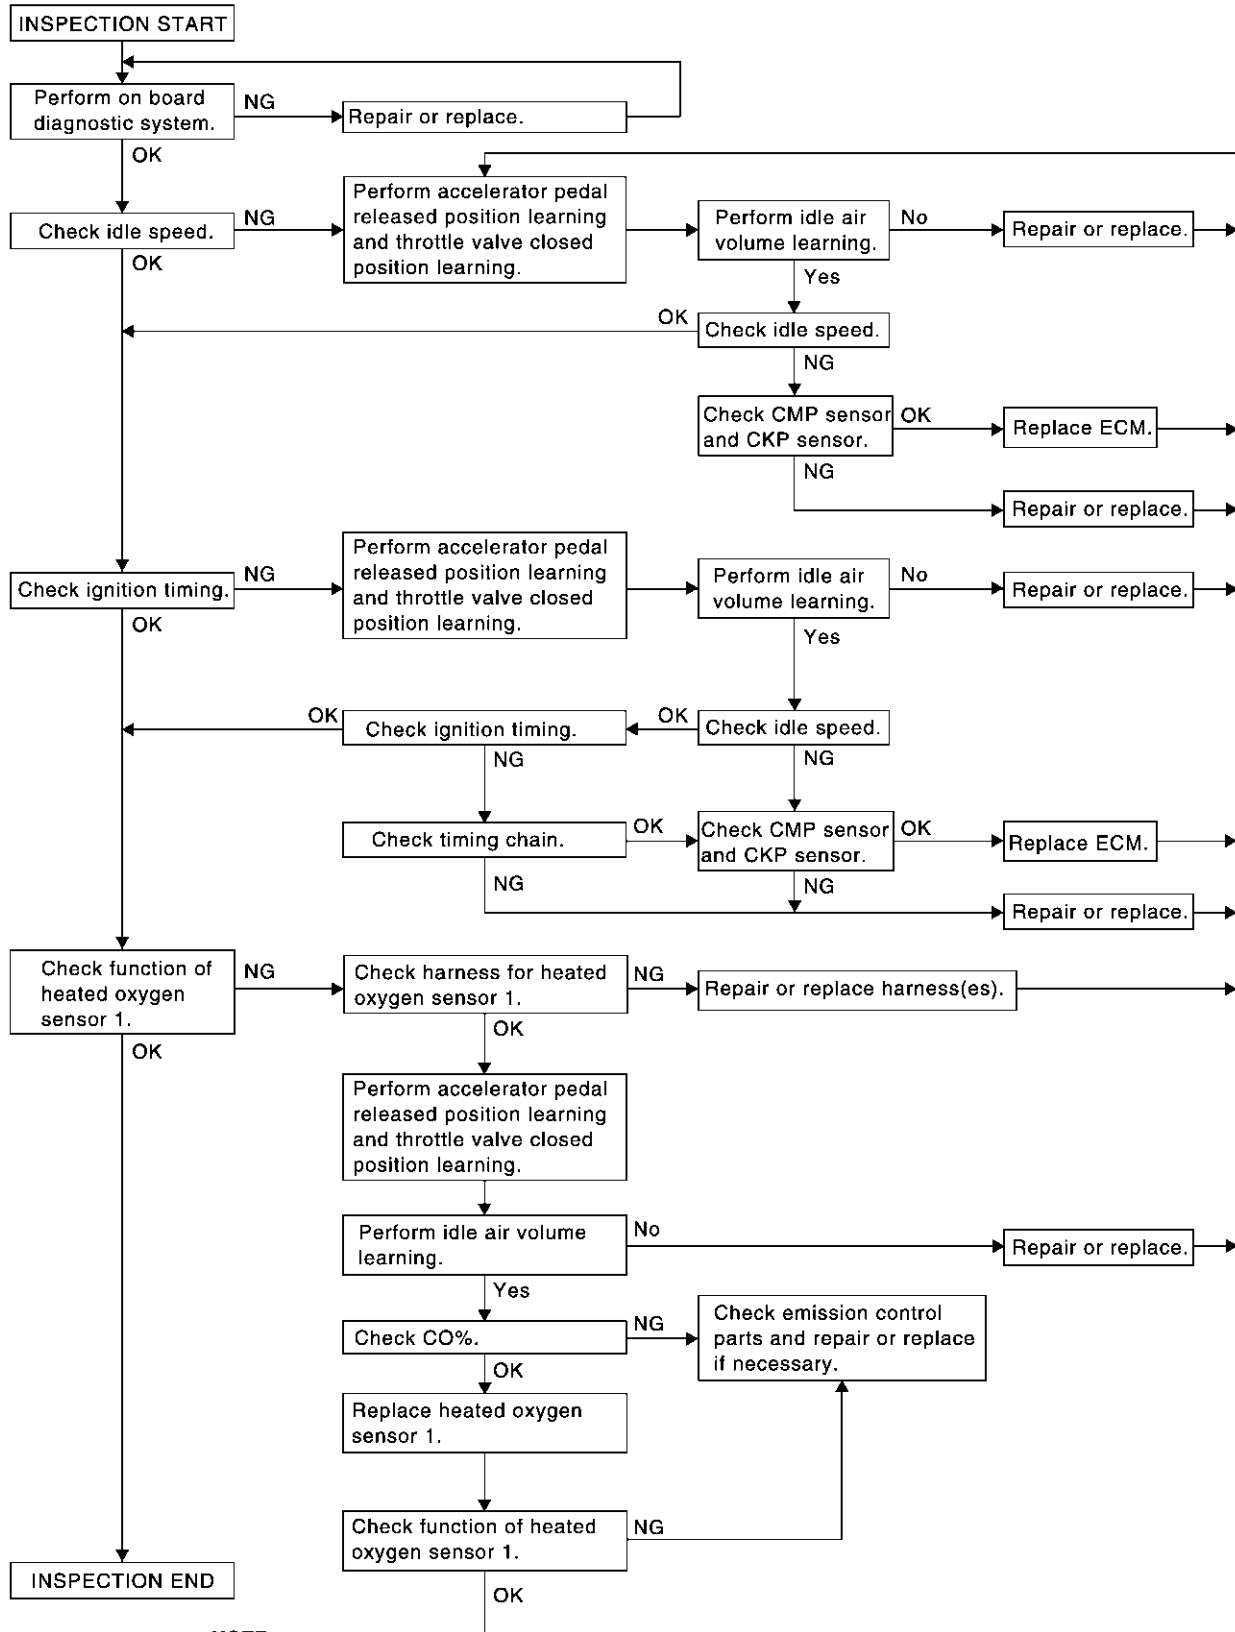 INSPECTION START
Perform on board
diagnostic system.
NG
Repair or replace.
OK
Check idle speed.
NG
Perform accelerator pedal
released position learning
and throttle valve closed
position learning.
Perform idle air
volume learning.
No
Repair or replace.
OK
Yes
OK
Check idle speed.
NG
Check CMP sensor
and CKP sensor.
OK
Replace ECM.
NG
Repair or replace.
Check ignition timing.
NG
Perform accelerator pedal
released position learning
and throttle valve closed
position learning.
Perform idle air
volume learning.
No
Repair or replace.
OK
Yes
OK
Check ignition timing.
OK
Check idle speed.
NG
NG
Check timing chain.
OK
Check CMP sensor
and CKP sensor.
OK
Replace ECM.
NG
NG
Repair or replace.
Check function of
heated oxygen
sensor 1.
NG
Check harness for heated
oxygen sensor 1.
NG
Repair or replace harness(es).
OK
OK
Perform accelerator pedal
released position learning
and throttle valve closed
position learning.
Perform idle air volume
learning.
No
Repair or replace.
Yes
Check CO%.
NG
Check emission control
parts and repair or replace
if necessary.
OK
Replace heated oxygen
sensor 1.
Check function of heated
oxygen sensor 1.
NG
INSPECTION END
OK